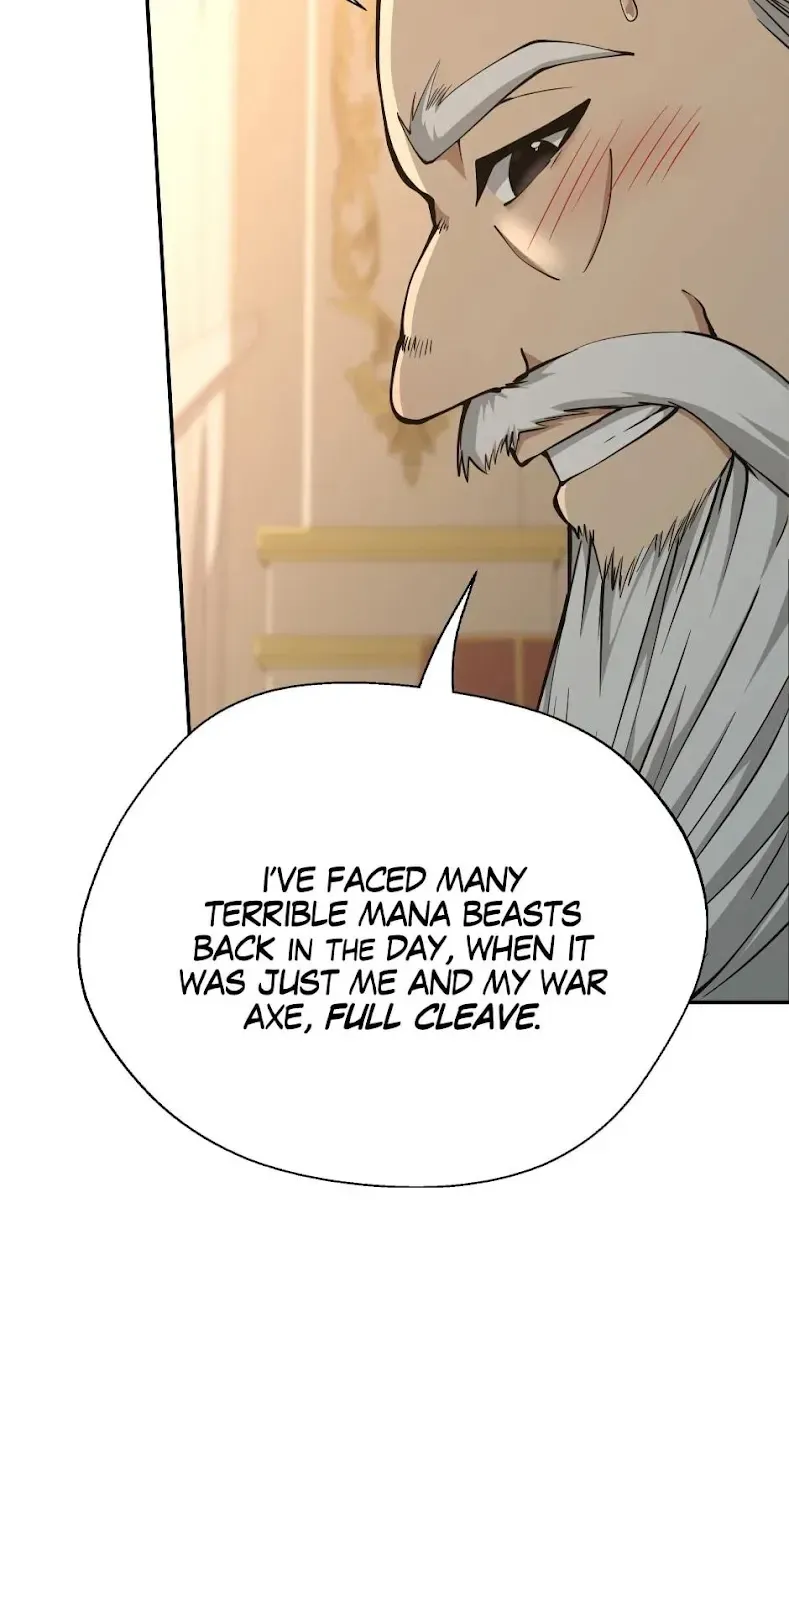 I'VE FACED MANY
TERRIBLE MANA BEASTS
BACK IN THE DAY, WHEN IT
WAS JUST ME AND MY WAR
AXE, FULL CLEAVE.